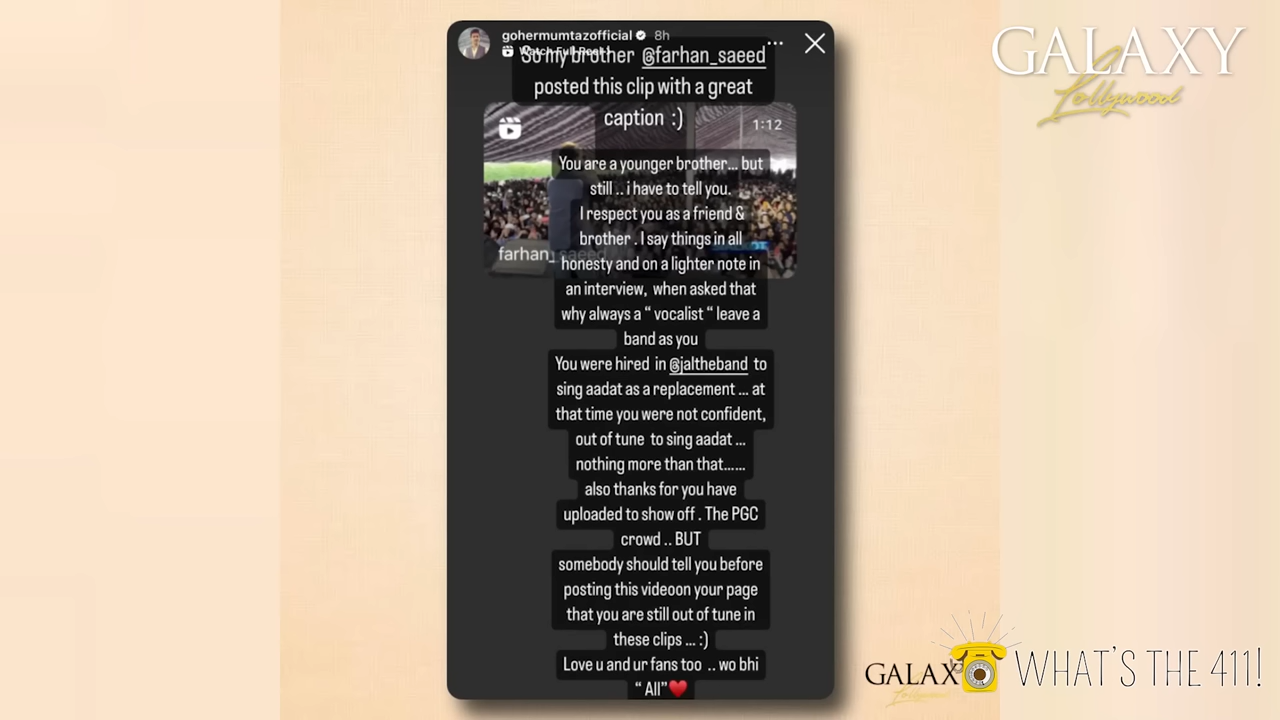 GALAXY
Lollywood
gohermumtazofficial 8h
Watch Full Reel
So my brother @farhan_saeed
posted this clip with a great
caption :)
1:12
You are a younger brother... but
still .. i have to tell you.
I respect you as a friend &
brother . I say things in all
farhan_saeed
honesty and on a lighter note in
an interview, when asked that
why always a “ vocalist “ leave a
band as you
You were hired in @jaltheband to
sing aadat as a replacement ... at
that time you were not confident,
out of tune to sing aadat ...
nothing more than that......
also thanks for you have
uploaded to show off . The PGC
crowd .. BUT
somebody should tell you before
posting this videoon your page
that you are still out of tune in
these clips ... :)
Love u and ur fans too .. wo bhi
“ All”❤️
GALAXY
Lollywood
WHAT'S THE 411!